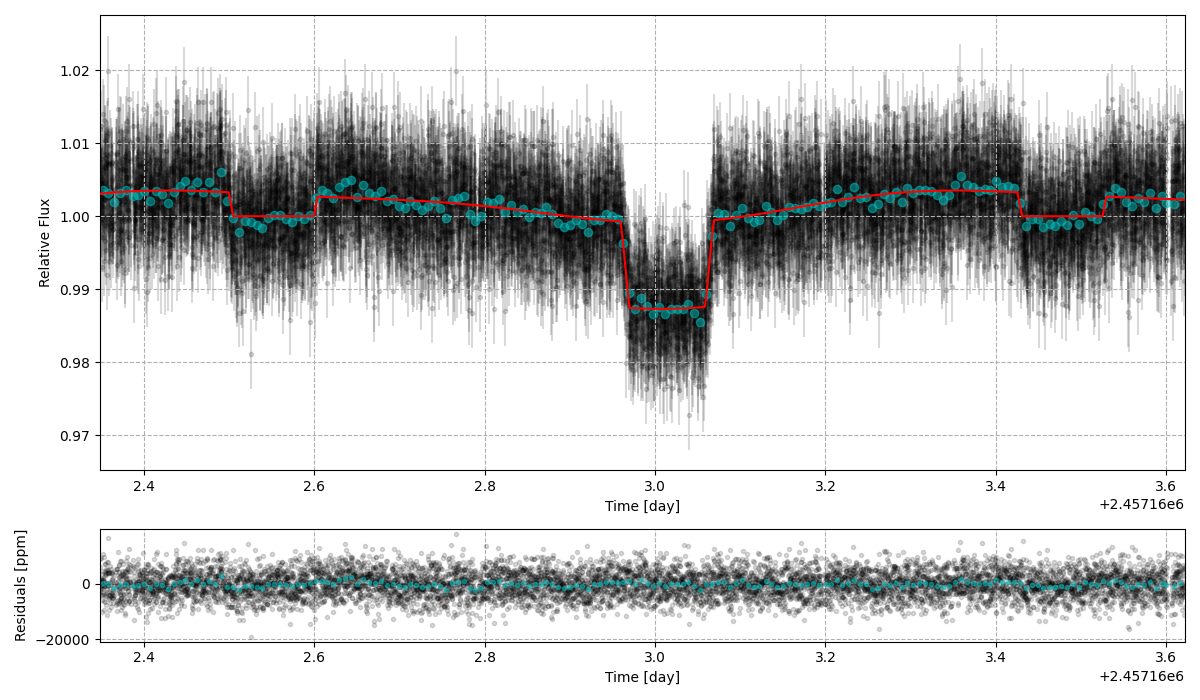 1.02
1.01
1.00
0.99
0.98
0.97
Relative Flux
2.4 2.6 2.8 3.0 3.2 3.4 3.6
Time [day]
+2.45716e6
0
−20000
Residuals [ppm]
2.4 2.6 2.8 3.0 3.2 3.4 3.6
Time [day]
+2.45716e6